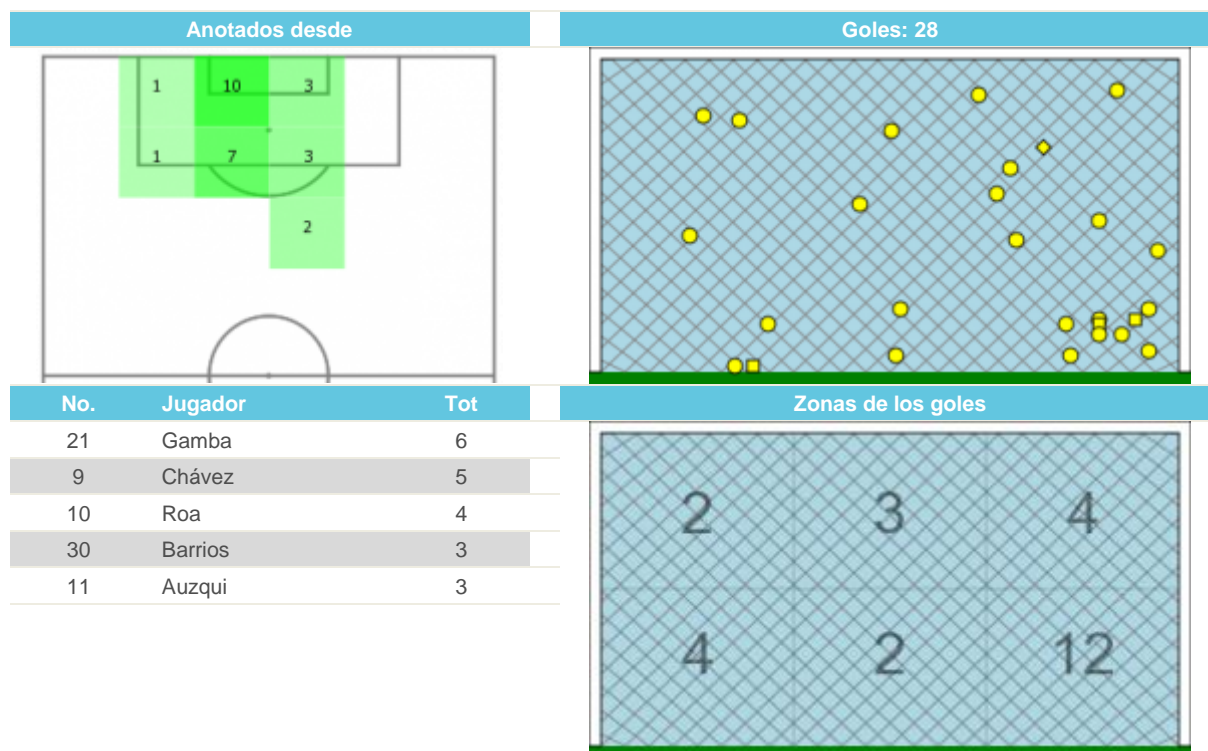 Anotados desde
1 10 3
1 7 3
2
Goles: 28
No. Jugador Tot
21 Gamba 6
9 Chávez 5
10 Roa 4
30 Barrios 3
11 Auzqui 3
Zonas de los goles
2 3 4
4 2 12